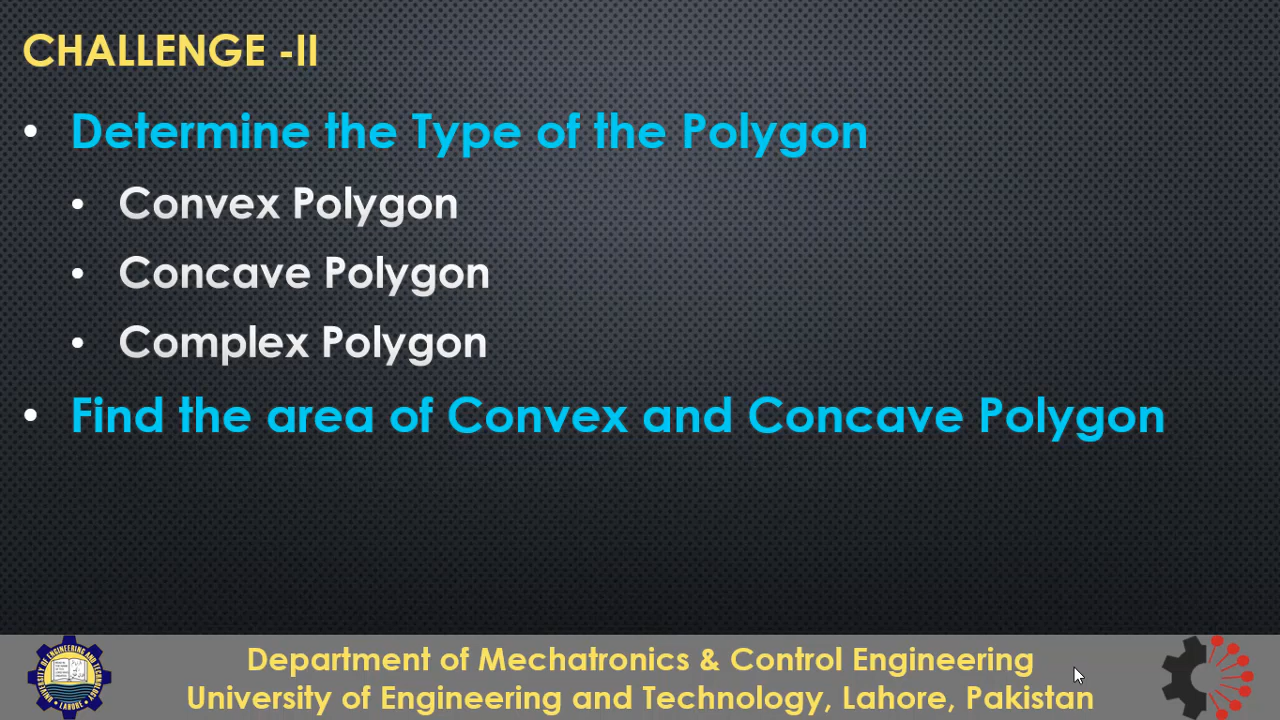 CHALLENGE -II
• Determine the Type of the Polygon
• Convex Polygon
• Concave Polygon
• Complex Polygon
• Find the area of Convex and Concave Polygon
Department of Mechatronics & Control Engineering
University of Engineering and Technology, Lahore, Pakistan
LAHORE